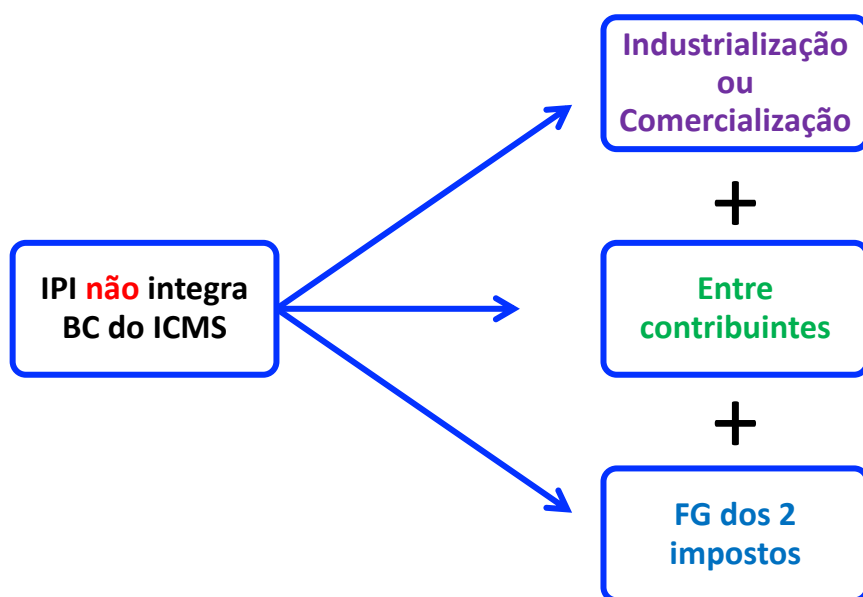 Industrialização
ou
Comercialização
+
IPI não integra
BC do ICMS
Entre
contribuintes
+
FG dos 2
impostos